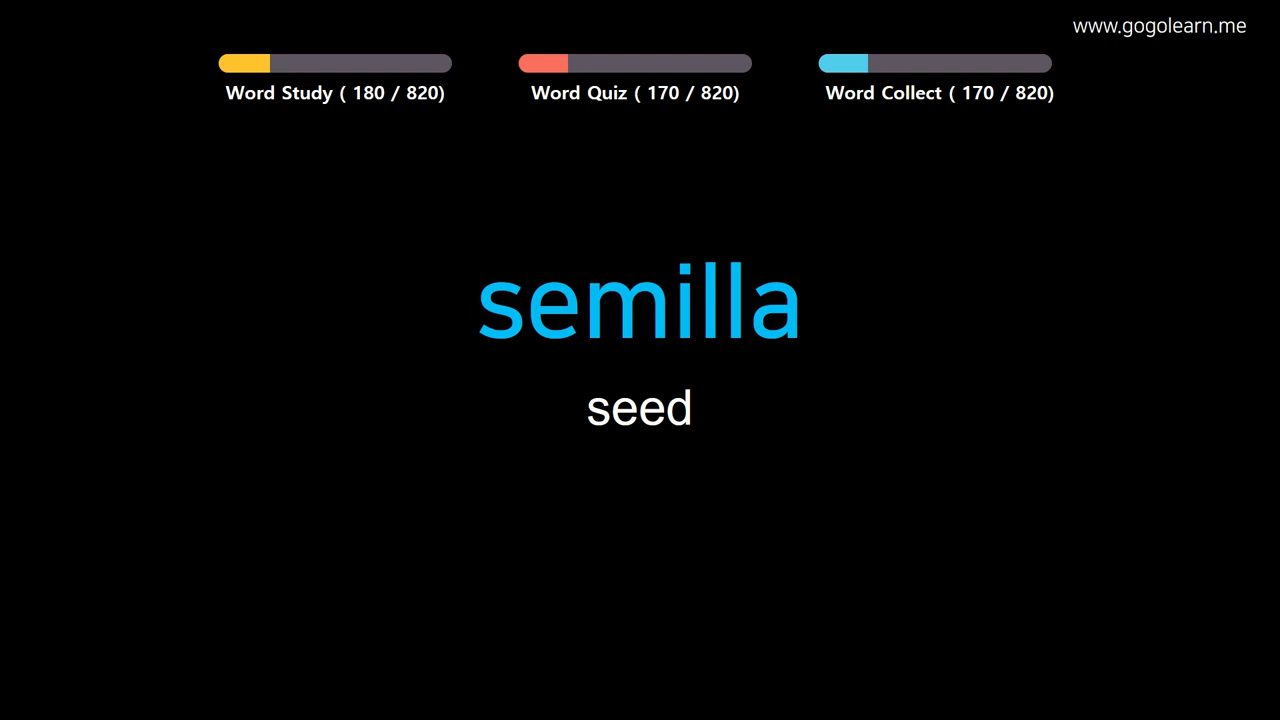 www.gogolearn.me
Word Study ( 180 / 820)
Word Quiz ( 170 / 820)
Word Collect ( 170 / 820)
semilla
seed